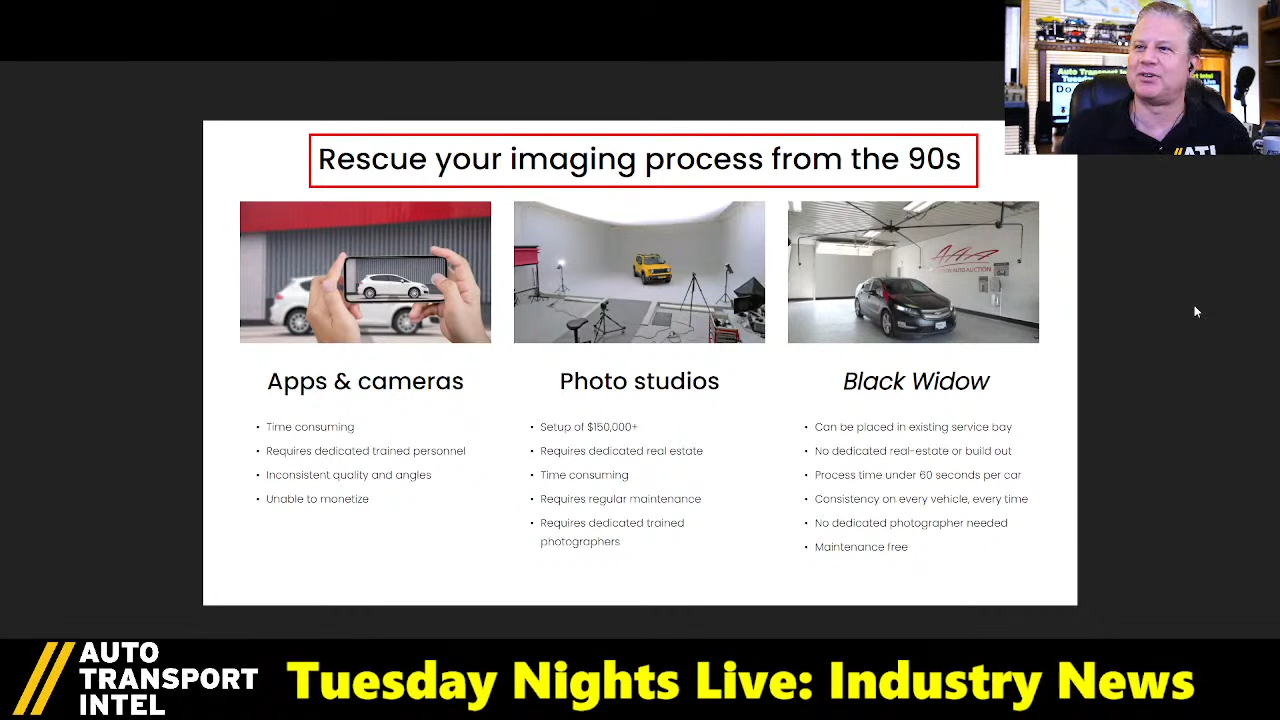 Rescue your imaging process from the 90s
Apps & cameras
• Time consuming
• Requires dedicated trained personnel
• Inconsistent quality and angles
• Unable to monetize
Photo studios
• Setup of $150,000+
• Requires dedicated real estate
• Time consuming
• Requires regular maintenance
• Requires dedicated trained
photographers
Black Widow
• Can be placed in existing service bay
• No dedicated real-estate or build out
• Process time under 60 seconds per car
• Consistency on every vehicle, every time
• No dedicated photographer needed
• Maintenance free
AUTO
TRANSPORT
INTEL
Tuesday Nights Live: Industry News